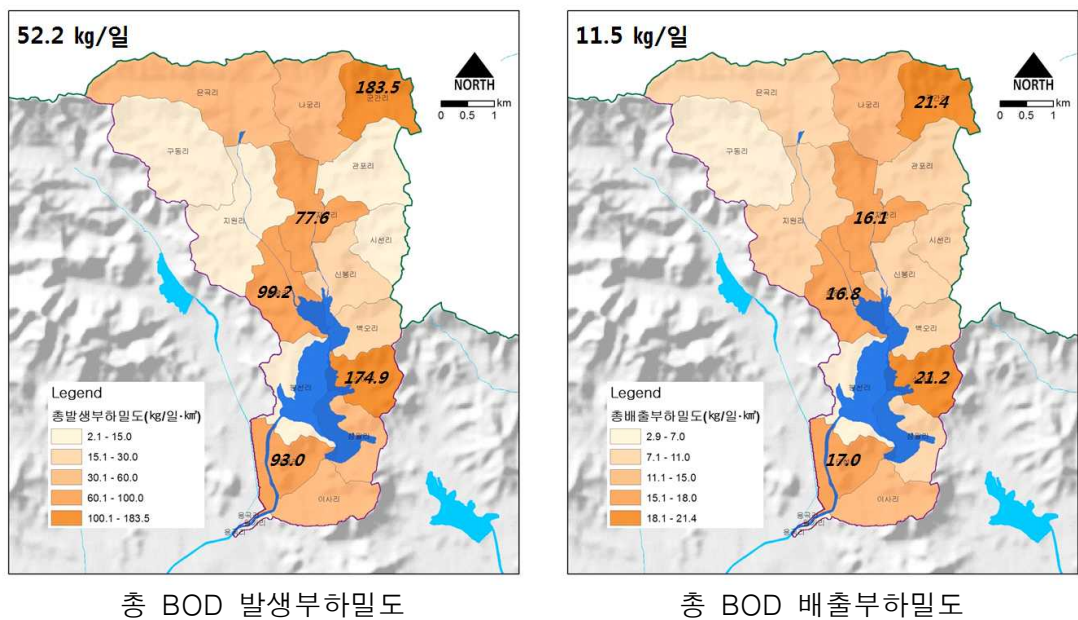 52.2 kg/일
NORTH
0 0.5 1 km
183.5
은곡리
나궁리
구동리
관포리
지원리
77.6
시선리
신봉리
99.2
벽오리
174.9
93.0
이사리
Legend
총발생부하밀도(kg/일·km²)
2.1 - 15.0
15.1 - 30.0
30.1 - 60.0
60.1 - 100.0
100.1 - 183.5
총 BOD 발생부하밀도
11.5 kg/일
NORTH
0 0.5 1 km
21.4
은곡리
나궁리
구동리
관포리
지원리
16.1
시선리
신봉리
16.8
벽오리
21.2
17.0
이사리
Legend
총배출부하밀도(kg/일·km²)
2.9 - 7.0
7.1 - 11.0
11.1 - 15.0
15.1 - 18.0
18.1 - 21.4
총 BOD 배출부하밀도